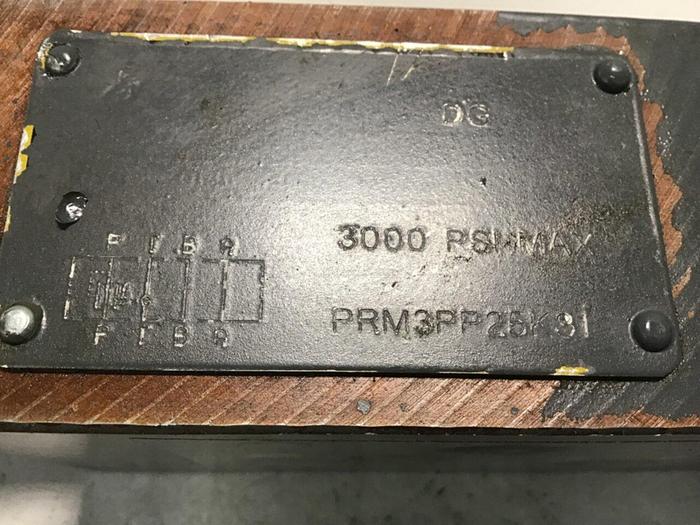 DG
3000 PSI-MAX
P T B A
P T B A
PRM3PP25K31